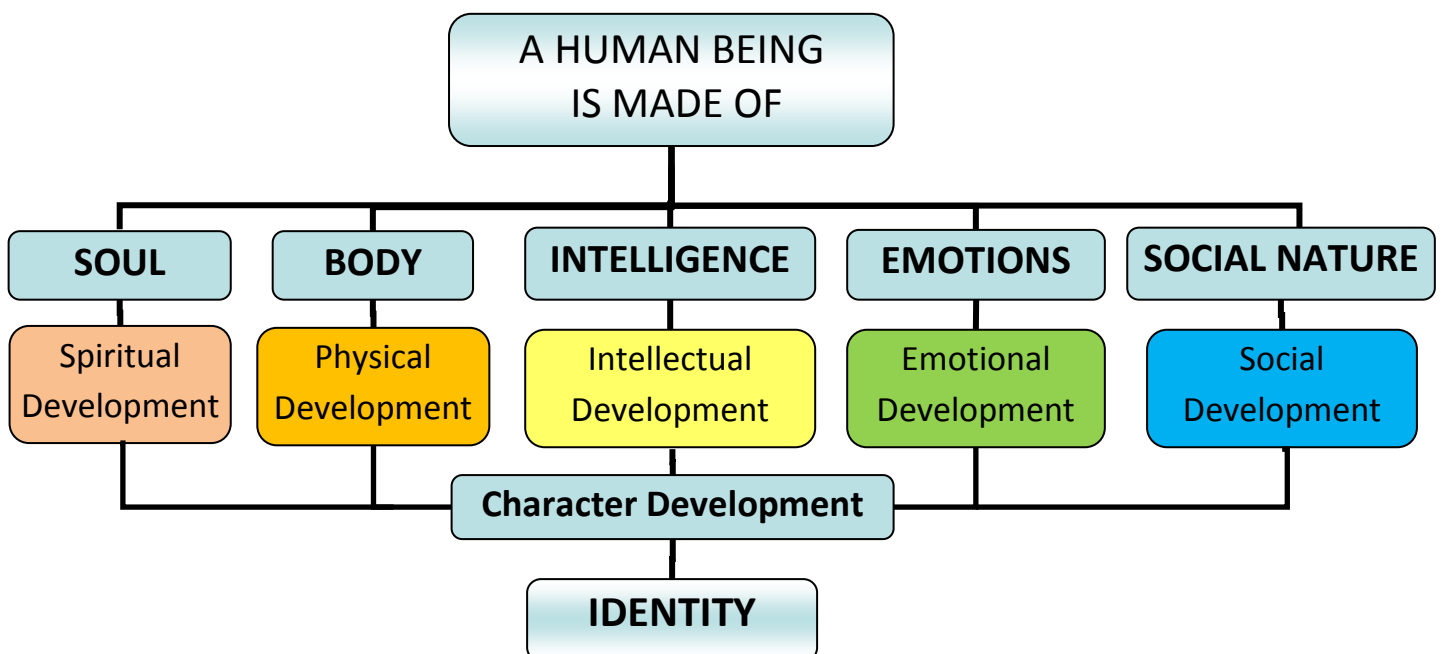 A HUMAN BEING
IS MADE OF
SOUL
BODY
INTELLIGENCE
EMOTIONS
SOCIAL NATURE
Spiritual
Development
Physical
Development
Intellectual
Development
Emotional
Development
Social
Development
Character Development
IDENTITY